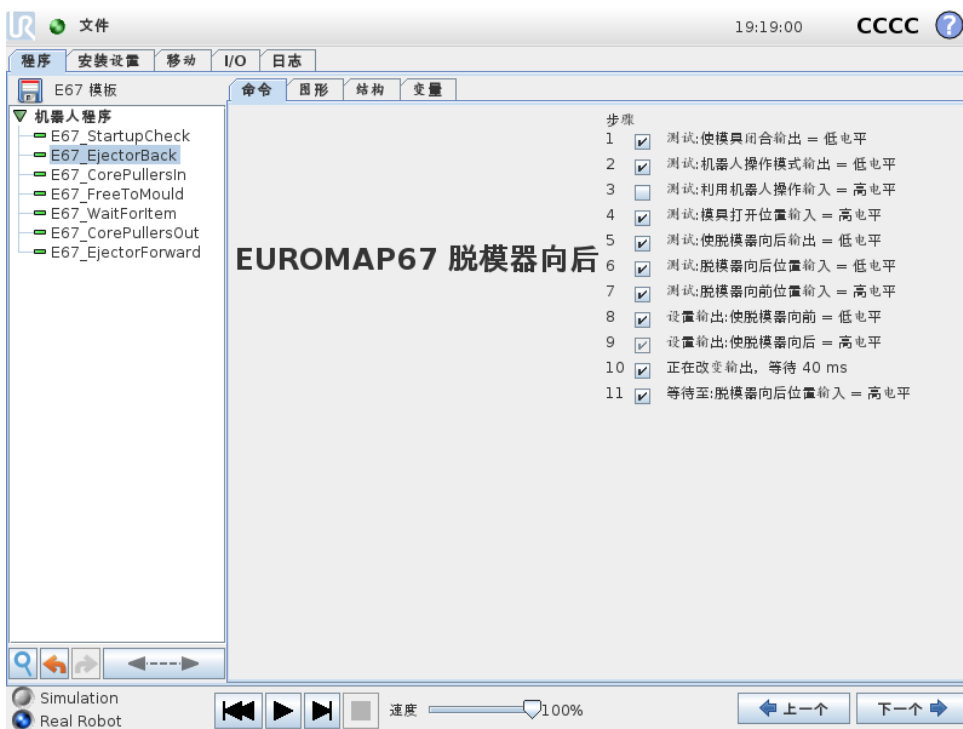 UR 文件 19:19:00 CCCC ?
程序 安装设置 移动 I/O 日志
E67 模板
命令 图形 结构 变量
机器人程序
E67_StartupCheck
E67_EjectorBack
E67_CorePullersIn
E67_FreeToMould
E67_WaitForItem
E67_CorePullersOut
E67_EjectorForward
EUROMAP67 脱模器向后
步骤
1 测试:使模具闭合输出 = 低电平
2 测试:机器人操作模式输出 = 低电平
3 测试:利用机器人操作输入 = 高电平
4 测试:模具打开位置输入 = 高电平
5 测试:使脱模器向后输出 = 低电平
6 测试:脱模器向后位置输入 = 低电平
7 测试:脱模器向前位置输入 = 高电平
8 设置输出:使脱模器向前 = 低电平
9 设置输出:使脱模器向后 = 高电平
10 正在改变输出，等待 40 ms
11 等待至:脱模器向后位置输入 = 高电平
Simulation
Real Robot
速度 100%
上一个 下一个